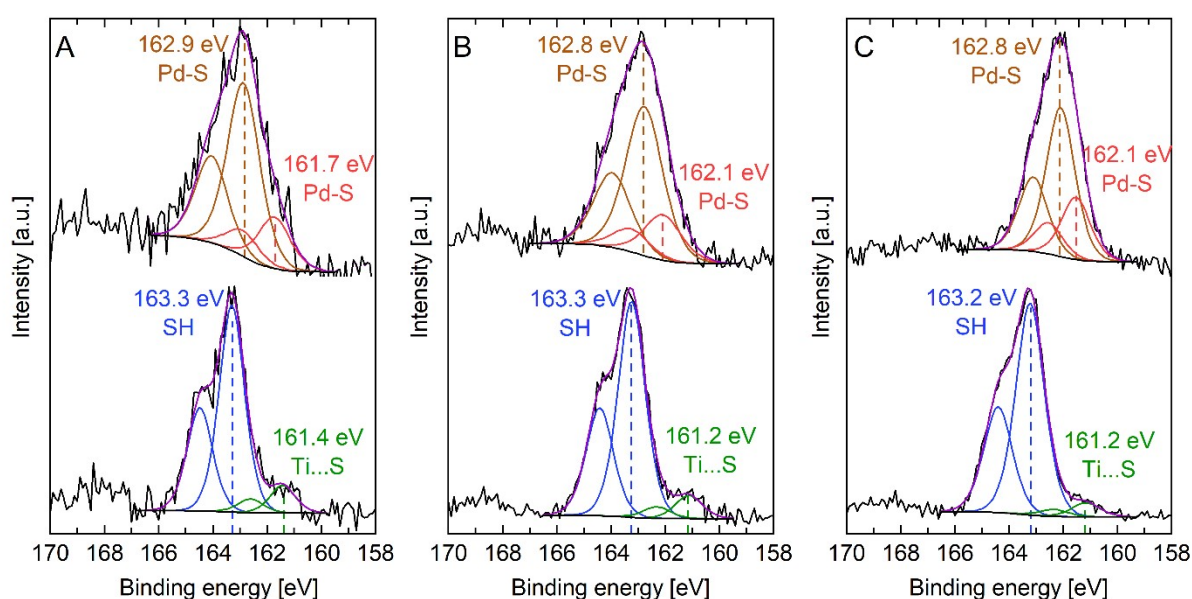 A
162.9 eV
Pd-S
161.7 eV
Pd-S
163.3 eV
SH
161.4 eV
Ti...S
Intensity [a.u.]
170 168 166 164 162 160 158
Binding energy [eV]
B
162.8 eV
Pd-S
162.1 eV
Pd-S
163.3 eV
SH
161.2 eV
Ti...S
Intensity [a.u.]
170 168 166 164 162 160 158
Binding energy [eV]
C
162.8 eV
Pd-S
162.1 eV
Pd-S
163.2 eV
SH
161.2 eV
Ti...S
Intensity [a.u.]
170 168 166 164 162 160 158
Binding energy [eV]